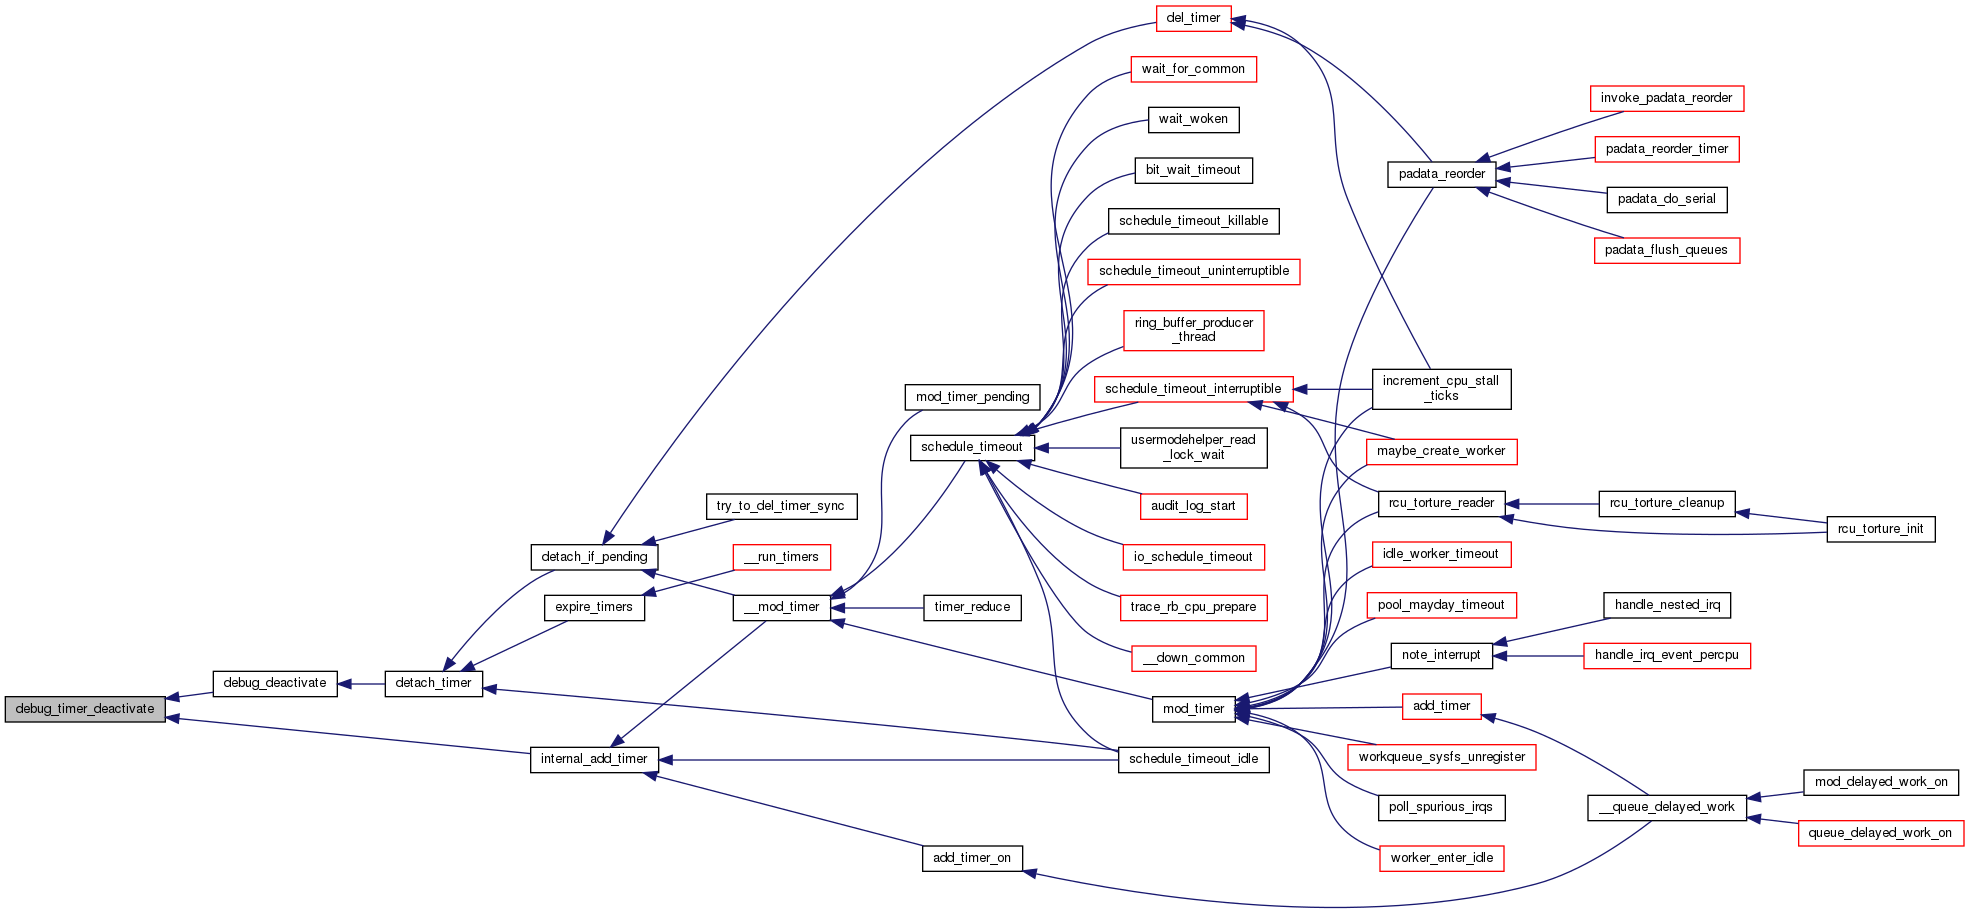 del_timer
wait_for_common
invoke_padata_reorder
wait_woken
padata_reorder_timer
bit_wait_timeout
padata_reorder
padata_do_serial
schedule_timeout_killable
padata_flush_queues
schedule_timeout_uninterruptible
ring_buffer_producer
_thread
mod_timer_pending
schedule_timeout_interruptible
increment_cpu_stall
_ticks
schedule_timeout
usermodehelper_read
_lock_wait
maybe_create_worker
try_to_del_timer_sync
audit_log_start
rcu_torture_reader
rcu_torture_cleanup
rcu_torture_init
detach_if_pending
__run_timers
io_schedule_timeout
idle_worker_timeout
expire_timers
__mod_timer
timer_reduce
trace_rb_cpu_prepare
pool_mayday_timeout
handle_nested_irq
debug_deactivate
detach_timer
__down_common
note_interrupt
handle_irq_event_percpu
debug_timer_deactivate
mod_timer
add_timer
internal_add_timer
schedule_timeout_idle
workqueue_sysfs_unregister
poll_spurious_irqs
__queue_delayed_work
mod_delayed_work_on
queue_delayed_work_on
add_timer_on
worker_enter_idle